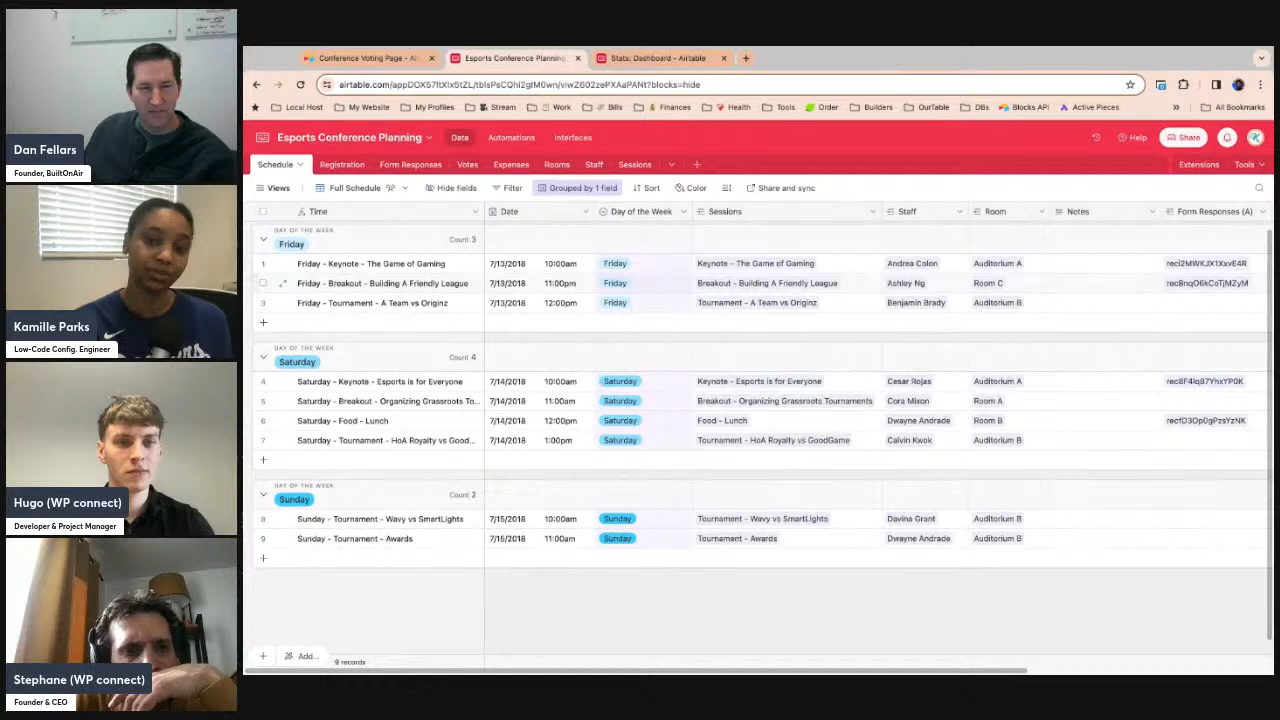 Dan Fellars
Founder, BuiltOnAir
Kamille Parks
Low-Code Config. Engineer
Hugo (WP connect)
Developer & Project Manager
Stephane (WP connect)
Founder & CEO
Conference Voting Page - Air
Esports Conference Planning
Stats: Dashboard - Airtable
airtable.com/appDOX57ltXlx5tZL/tblsPsCQhi2gIM0wn/viwZ602zePXAaPANt?blocks=hide
Local Host My Website My Profiles Stream Work Bills Finances Health Tools Order Builders OurTable DBs Blocks API Active Pieces All Bookmarks
Esports Conference Planning Data Automations Interfaces Help Share
Schedule Registration Form Responses Votes Expenses Rooms Staff Sessions Extensions Tools
Views Full Schedule Hide fields Filter Grouped by 1 field Sort Color Share and sync
Time Date Day of the Week Sessions Staff Room Notes Form Responses (A)
DAY OF THE WEEK
Friday Count 3
1 Friday - Keynote - The Game of Gaming 7/13/2018 10:00am Friday Keynote - The Game of Gaming Andrea Colon Auditorium A reci2MWKJX1XxvE4R
Friday - Breakout - Building A Friendly League 7/13/2018 11:00pm Friday Breakout - Building A Friendly League Ashley Ng Room C rec8nqO6kCoTjMZyM
3 Friday - Tournament - A Team vs Originz 7/13/2018 12:00pm Friday Tournament - A Team vs Originz Benjamin Brady Auditorium B
DAY OF THE WEEK
Saturday Count 4
4 Saturday - Keynote - Esports is for Everyone 7/14/2018 10:00am Saturday Keynote - Esports is for Everyone Cesar Rojas Auditorium A rec8F4Iq87YhxYP0K
5 Saturday - Breakout - Organizing Grassroots To... 7/14/2018 11:00am Saturday Breakout - Organizing Grassroots Tournaments Cora Mixon Room A
6 Saturday - Food - Lunch 7/14/2018 12:00pm Saturday Food - Lunch Dwayne Andrade Room B recfD3Op0gPzsYzNK
7 Saturday - Tournament - HoA Royalty vs Good... 7/14/2018 1:00pm Saturday Tournament - HoA Royalty vs GoodGame Calvin Kwok Auditorium B
DAY OF THE WEEK
Sunday Count 2
8 Sunday - Tournament - Wavy vs SmartLights 7/15/2018 10:00am Sunday Tournament - Wavy vs SmartLights Davina Grant Auditorium B
9 Sunday - Tournament - Awards 7/15/2018 11:00am Sunday Tournament - Awards Dwayne Andrade Auditorium B
Add...
9 records